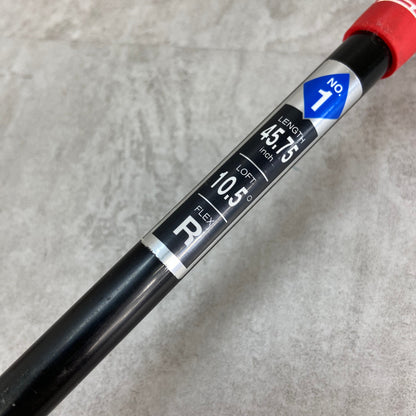 NO.
1
LENGTH
45.75
inch
LOFT
10.5°
FLEX
R